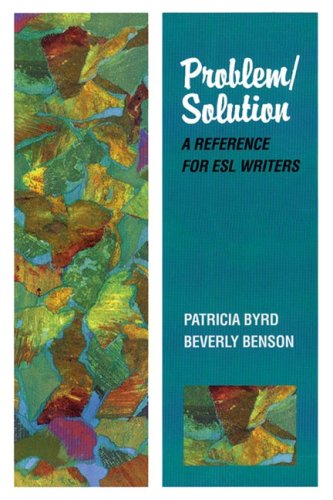 Problem/
Solution
A REFERENCE
FOR ESL WRITERS
PATRICIA BYRD
BEVERLY BENSON